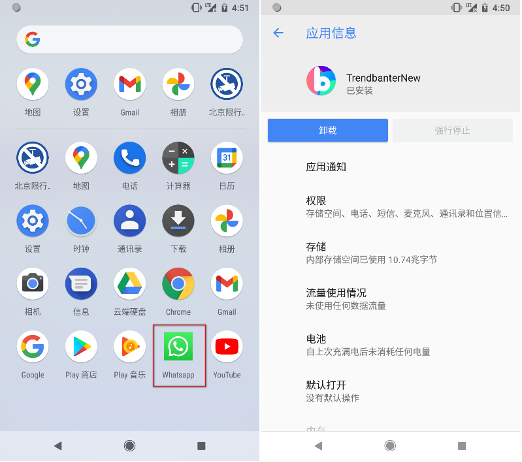 4:51
地图
设置
Gmail
相册
北京限行..
北京限行..
地图
电话
计算器
31
日历
设置
时钟
通讯录
下载
相册
相机
信息
云端硬盘
Chrome
Gmail
Google
Play 商店
Play 音乐
Whatsapp
YouTube
4:50
应用信息
TrendbanterNew
已安装
卸载
强行停止
应用通知
权限
存储空间、电话、短信、麦克风、通讯录和位置信...
存储
内部存储空间已使用 10.74兆字节
流量使用情况
未使用任何数据流量
电池
自上次充满电后未消耗任何电量
默认打开
没有默认操作
内存